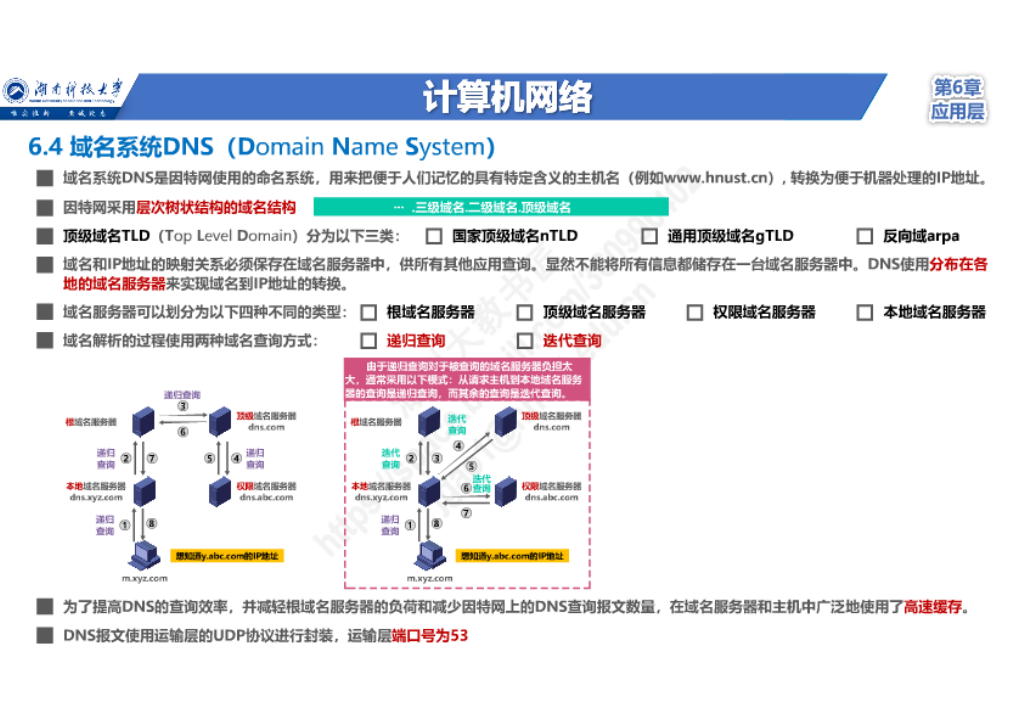 湖南科技大学
计算机网络
第6章
应用层
6.4 域名系统DNS（Domain Name System）
域名系统DNS是因特网使用的命名系统，用来把便于人们记忆的具有特定含义的主机名（例如www.hnust.cn）, 转换为便于机器处理的IP地址。
因特网采用层次树状结构的域名结构
… .三级域名.二级域名.顶级域名
顶级域名TLD（Top Level Domain）分为以下三类：
国家顶级域名nTLD
通用顶级域名gTLD
反向域arpa
域名和IP地址的映射关系必须保存在域名服务器中，供所有其他应用查询。显然不能将所有信息都储存在一台域名服务器中。DNS使用分布在各
地的域名服务器来实现域名到IP地址的转换。
域名服务器可以划分为以下四种不同的类型：
根域名服务器
顶级域名服务器
权限域名服务器
本地域名服务器
域名解析的过程使用两种域名查询方式：
递归查询
迭代查询
递归查询
③
根域名服务器
顶级域名服务器
dns.com
⑥
递归
查询
②
⑦
⑤
④
递归
查询
本地域名服务器
dns.xyz.com
权限域名服务器
dns.abc.com
递归
查询
①
⑧
想知道y.abc.com的IP地址
m.xyz.com
由于递归查询对于被查询的域名服务器负担太
大，通常采用以下模式：从请求主机到本地域名服务
器的查询是递归查询，而其余的查询是迭代查询。
根域名服务器
迭代
查询
顶级域名服务器
dns.com
④
迭代
查询
②
③
⑤
本地域名服务器
dns.xyz.com
迭代
⑥查询
权限域名服务器
dns.abc.com
⑦
递归
查询
①
⑧
想知道y.abc.com的IP地址
m.xyz.com
为了提高DNS的查询效率，并减轻根域名服务器的负荷和减少因特网上的DNS查询报文数量，在域名服务器和主机中广泛地使用了高速缓存。
DNS报文使用运输层的UDP协议进行封装，运输层端口号为53